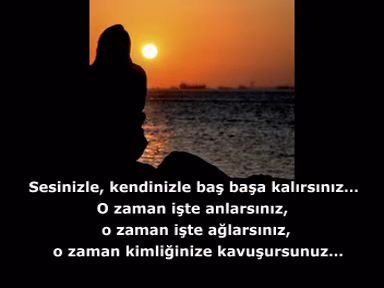 Sesinizle, kendinizle baş başa kalırsınız...
O zaman işte anlarsınız,
o zaman işte ağlarsınız,
o zaman kimliğinize kavuşursunuz...